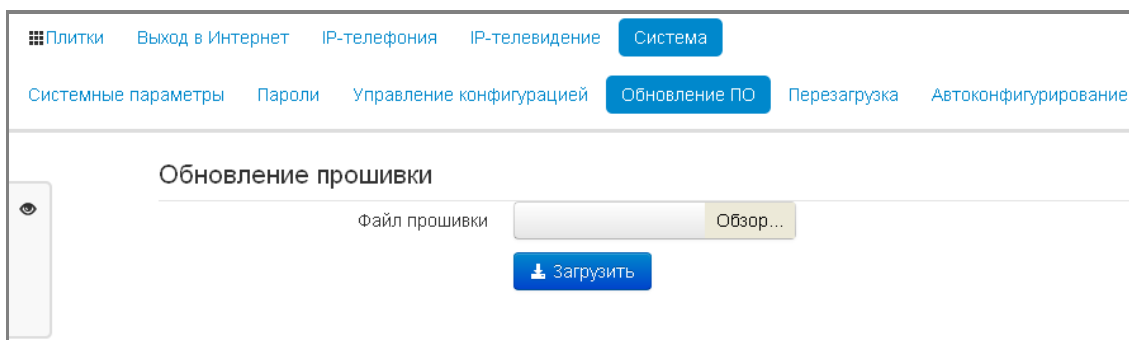 Плитки Выход в Интернет IP-телефония IP-телевидение Система
Системные параметры Пароли Управление конфигурацией Обновление ПО Перезагрузка Автоконфигурирование
Обновление прошивки
Файл прошивки Обзор...
Загрузить